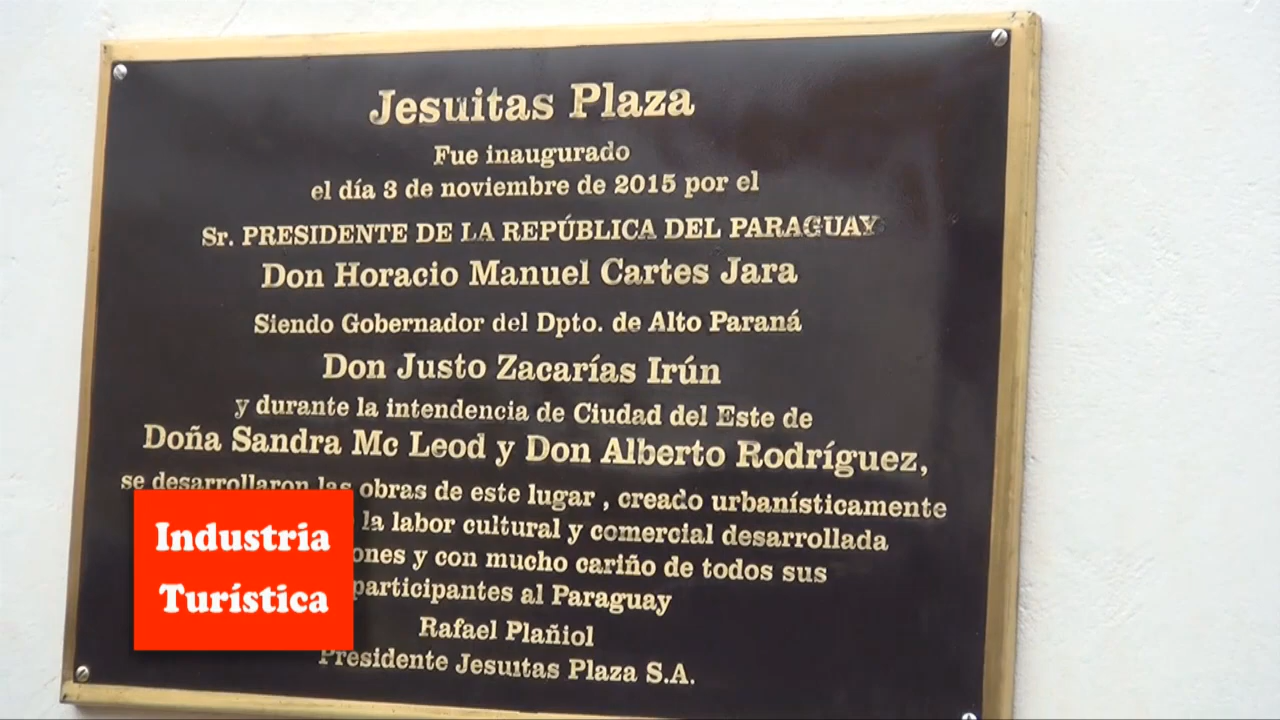 Jesuitas Plaza
Fue inaugurado
el día 3 de noviembre de 2015 por el
Sr. PRESIDENTE DE LA REPÚBLICA DEL PARAGUAY
Don Horacio Manuel Cartes Jara
Siendo Gobernador del Dpto. de Alto Paraná
Don Justo Zacarías Irún
y durante la intendencia de Ciudad del Este de
Doña Sandra Mc Leod y Don Alberto Rodríguez,
se desarrollaron las obras de este lugar , creado urbanísticamente
la labor cultural y comercial desarrollada
ones y con mucho cariño de todos sus
participantes al Paraguay
Rafael Plañiol
Presidente Jesuitas Plaza S.A.
Industria
Turística